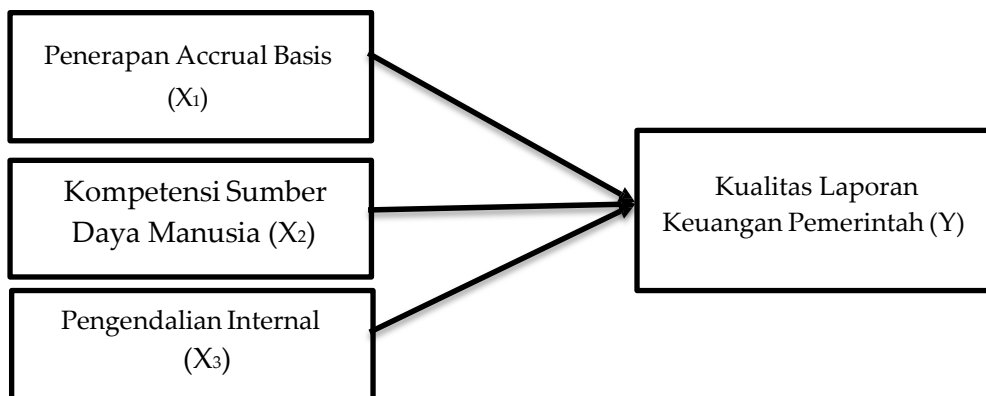 Penerapan Accrual Basis
(X1)
Kompetensi Sumber
Daya Manusia (X2)
Pengendalian Internal
(X3)
Kualitas Laporan
Keuangan Pemerintah (Y)